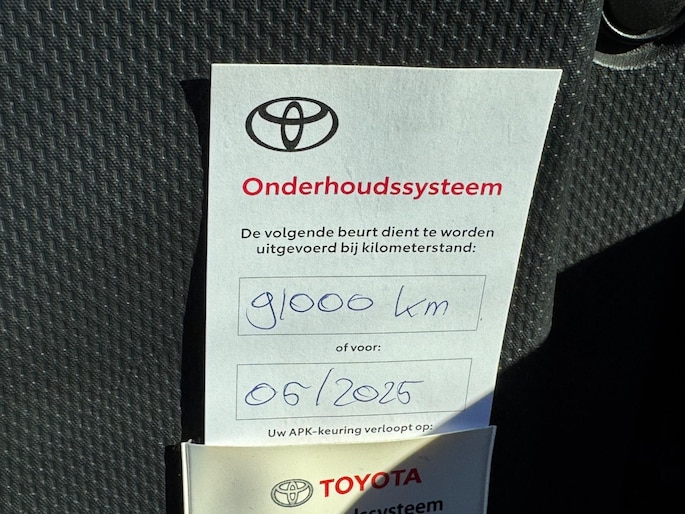 Onderhoudssysteem
De volgende beurt dient te worden
uitgevoerd bij kilometerstand:
91000 km
of voor:
06/2025
Uw APK-keuring verloopt op:
TOYOTA